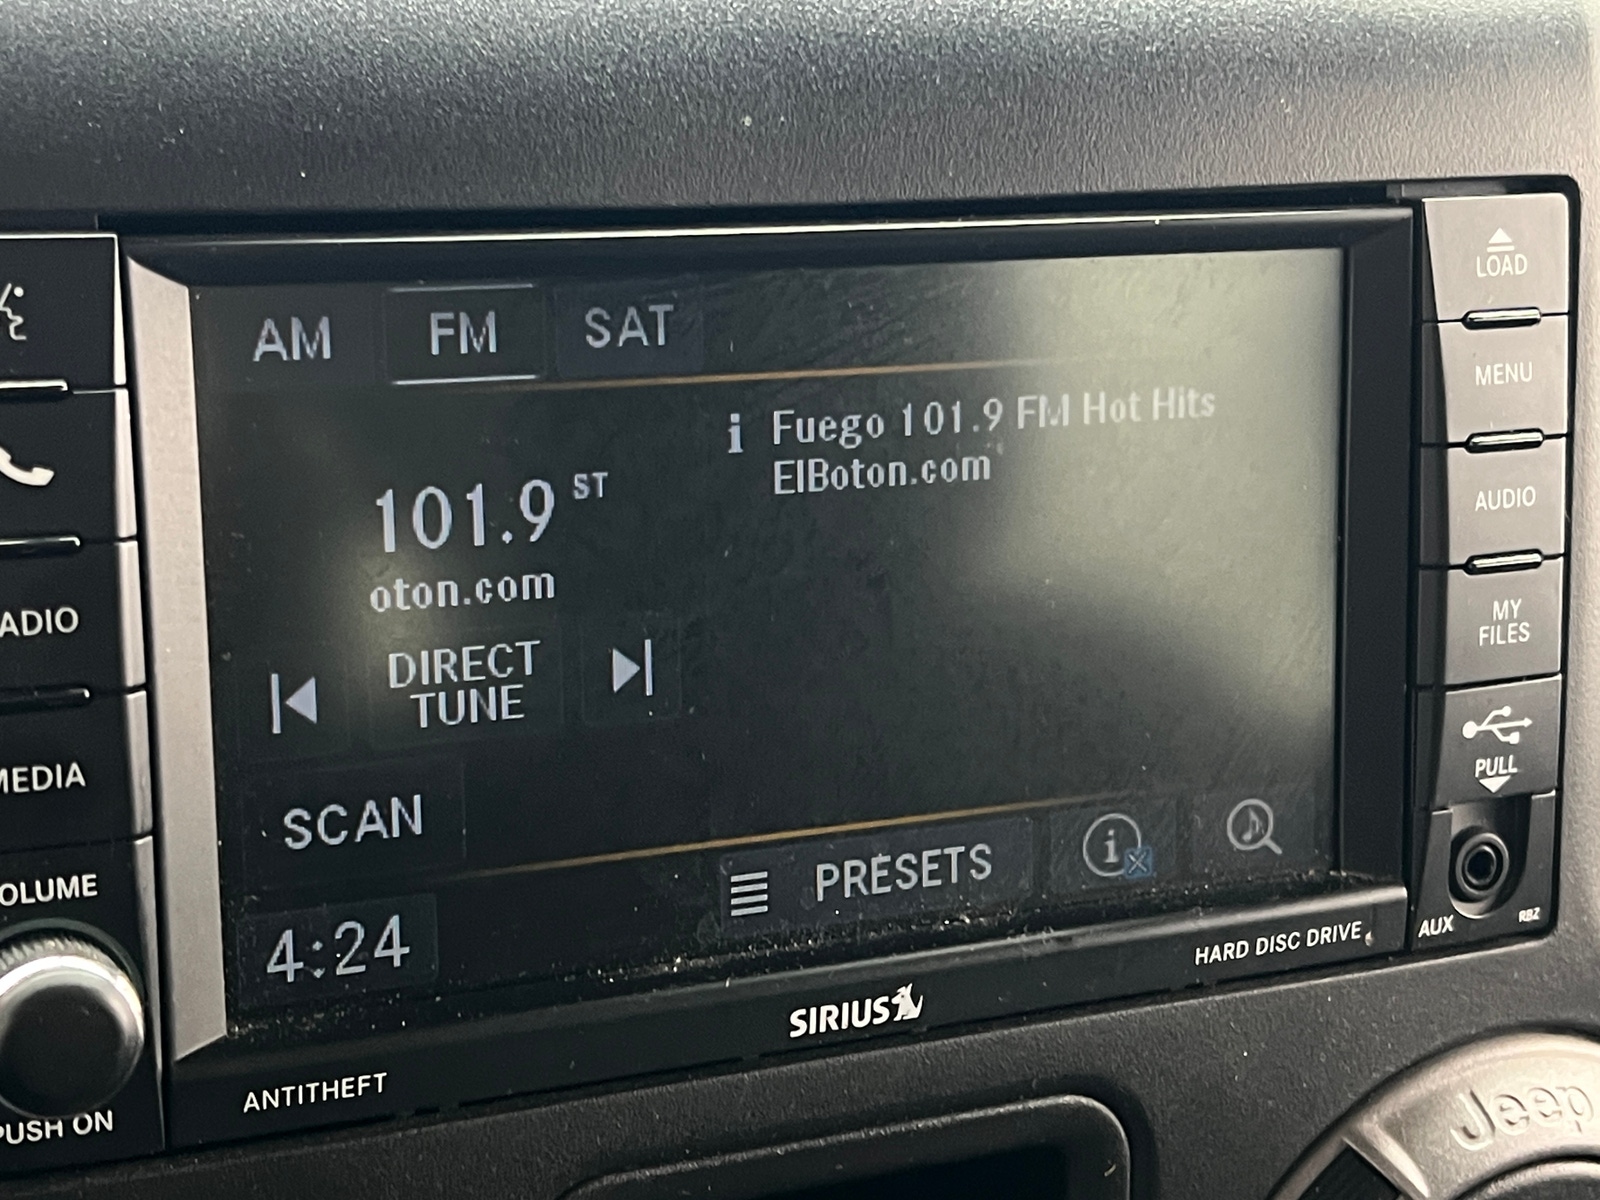 AM FM SAT
i Fuego 101.9 FM Hot Hits
ElBoton.com
101.9 ST
oton.com
DIRECT
TUNE
SCAN
PRESETS
i
4:24
ADIO
MEDIA
OLUME
PUSH ON
LOAD
MENU
AUDIO
MY
FILES
PULL
AUX
RBZ
HARD DISC DRIVE
SIRIUS
ANTITHEFT
Jeep